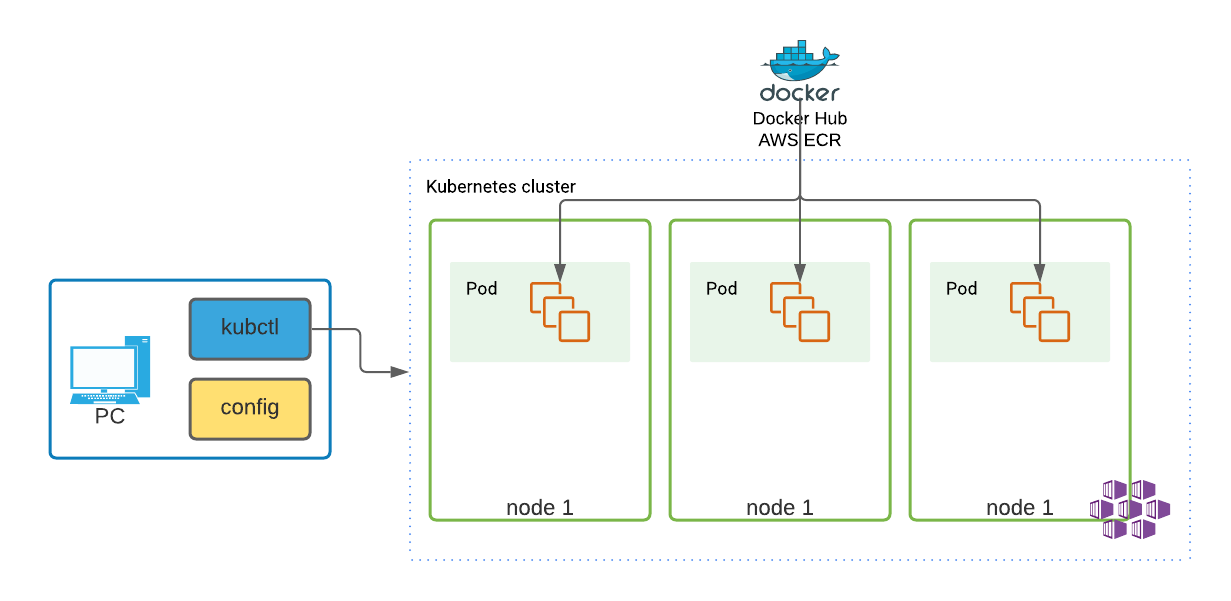 docker
Docker Hub
AWS ECR
Kubernetes cluster
Pod
Pod
Pod
kubctl
config
PC
node 1
node 1
node 1